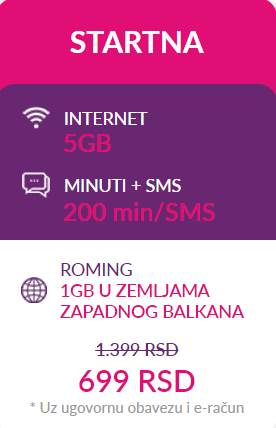 STARTNA
INTERNET
5GB
MINUTI + SMS
200 min/SMS
ROMING
1GB U ZEMLJAMA
ZAPADNOG BALKANA
1.399 RSD
699 RSD
* Uz ugovornu obavezu i e-račun